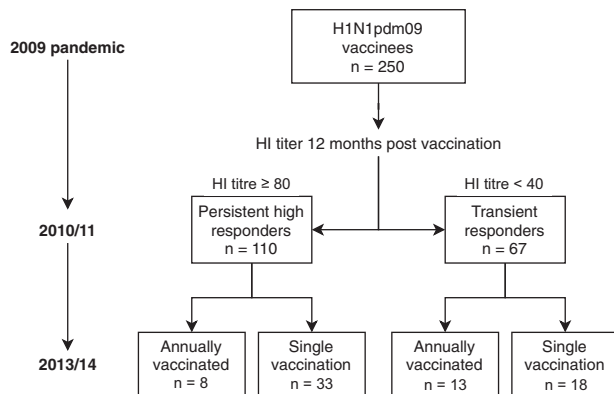 2009 pandemic
H1N1pdm09
vaccinees
n = 250
HI titer 12 months post vaccination
HI titre ≥ 80
HI titre < 40
2010/11
Persistent high
responders
n = 110
Transient
responders
n = 67
2013/14
Annually
vaccinated
n = 8
Single
vaccination
n = 33
Annually
vaccinated
n = 13
Single
vaccination
n = 18